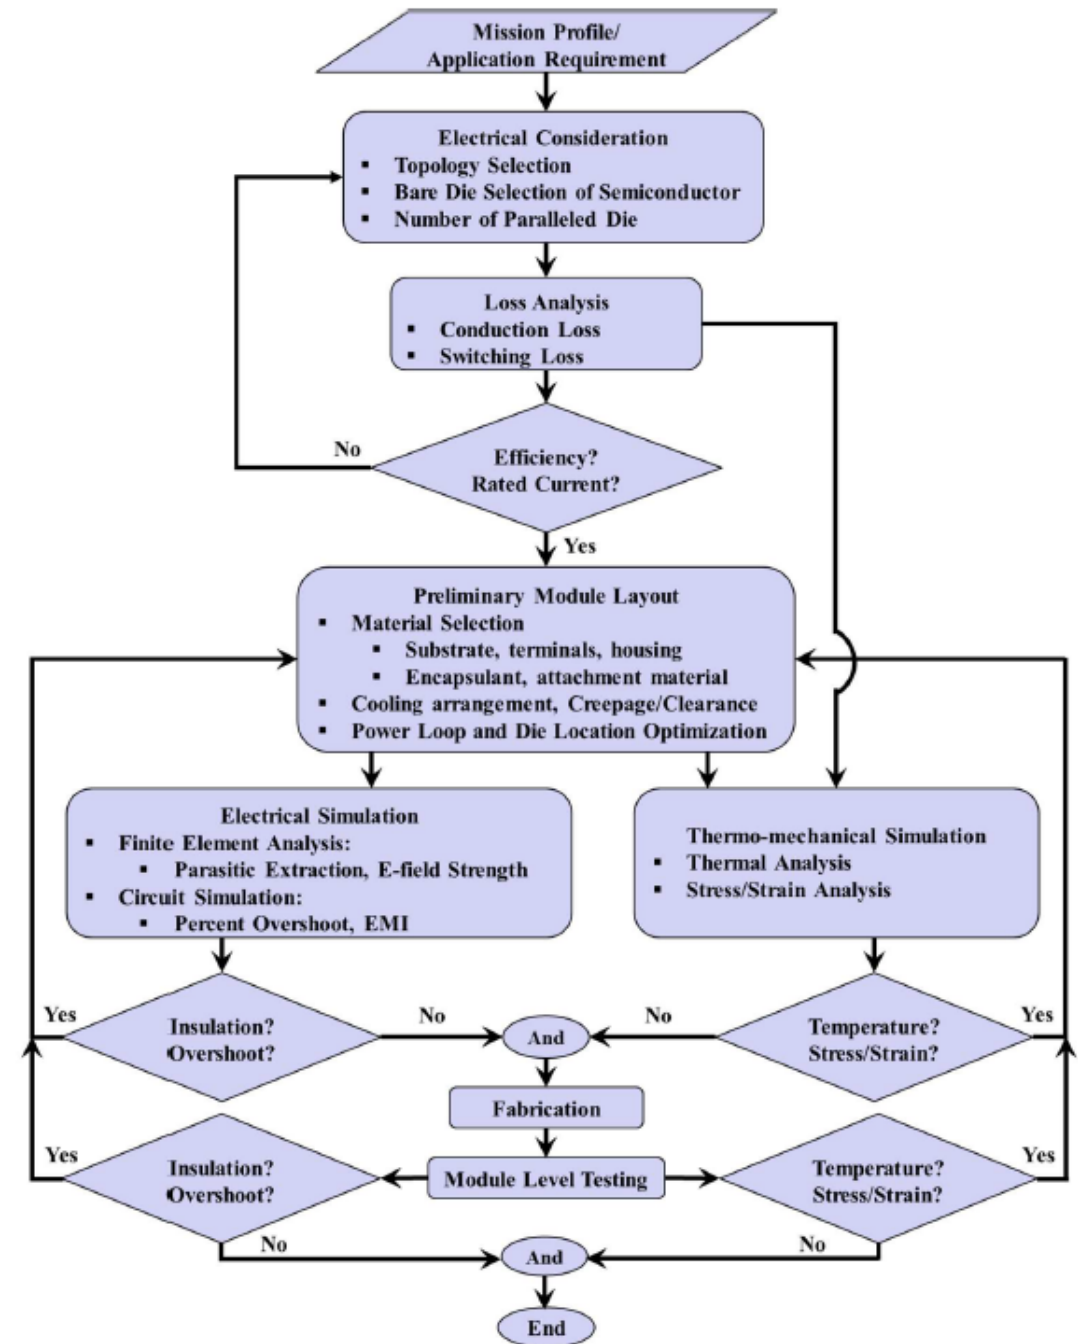 Mission Profile/
Application Requirement
Electrical Consideration
▪ Topology Selection
▪ Bare Die Selection of Semiconductor
▪ Number of Paralleled Die
Loss Analysis
▪ Conduction Loss
▪ Switching Loss
No
Efficiency?
Rated Current?
Yes
Preliminary Module Layout
▪ Material Selection
▪ Substrate, terminals, housing
▪ Encapsulant, attachment material
▪ Cooling arrangement, Creepage/Clearance
▪ Power Loop and Die Location Optimization
Electrical Simulation
▪ Finite Element Analysis:
▪ Parasitic Extraction, E-field Strength
▪ Circuit Simulation:
▪ Percent Overshoot, EMI
Thermo-mechanical Simulation
▪ Thermal Analysis
▪ Stress/Strain Analysis
Yes
Insulation?
Overshoot?
No
And
No
Temperature?
Stress/Strain?
Yes
Fabrication
Yes
Insulation?
Overshoot?
Module Level Testing
Temperature?
Stress/Strain?
Yes
No
And
No
End